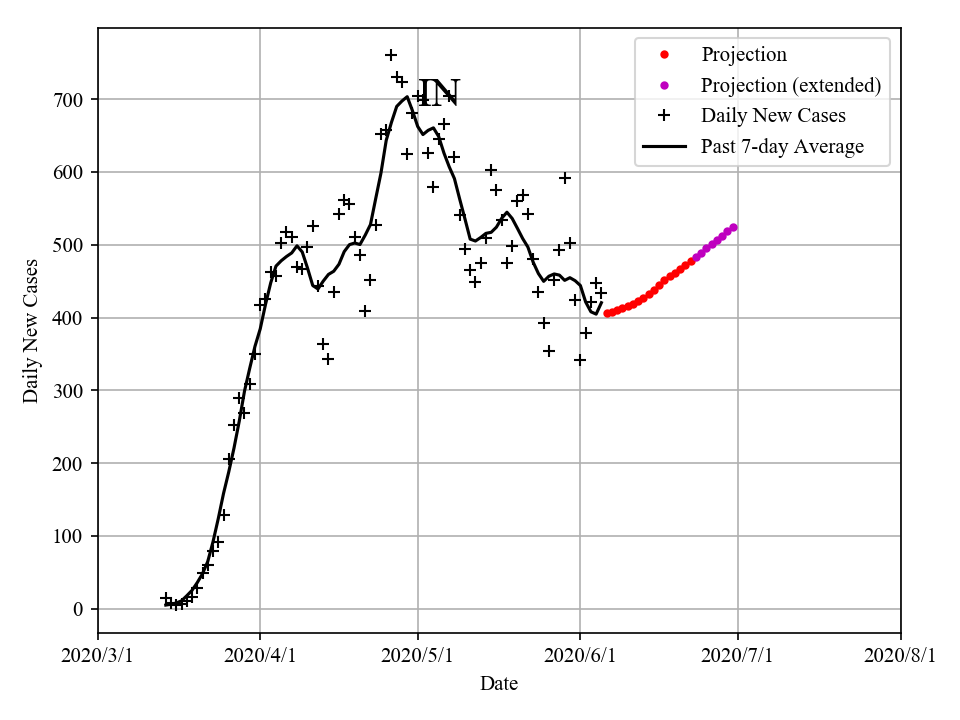 Projection
Projection (extended)
Daily New Cases
Past 7-day Average
IN
Daily New Cases
700
600
500
400
300
200
100
0
2020/3/1 2020/4/1 2020/5/1 2020/6/1 2020/7/1 2020/8/1
Date